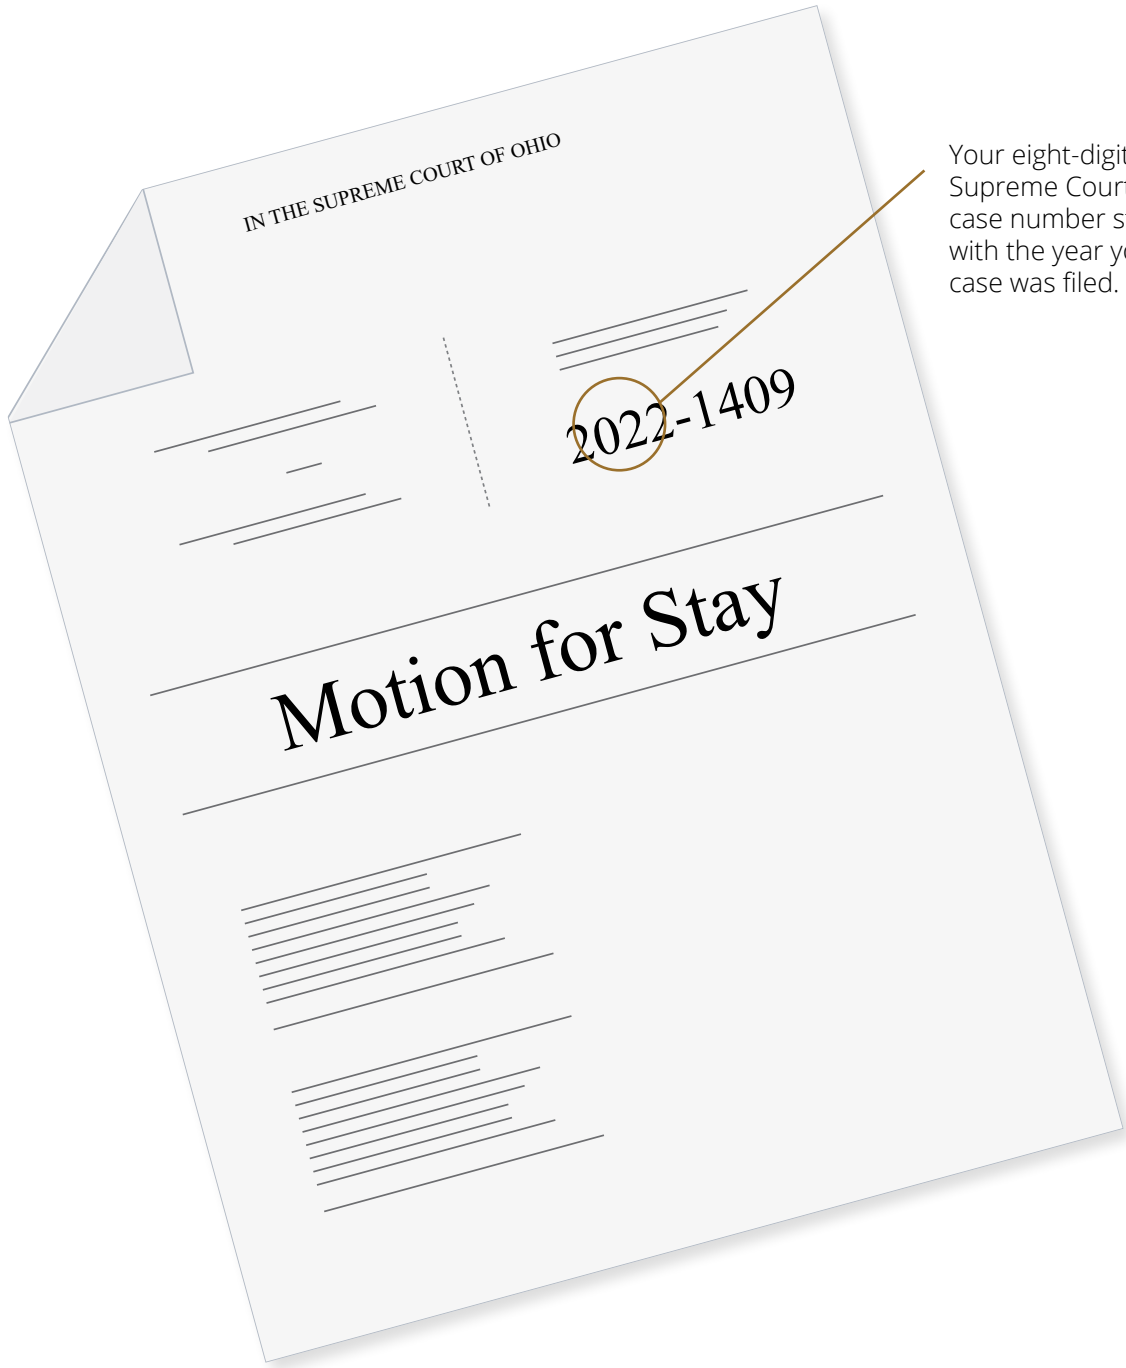 IN THE SUPREME COURT OF OHIO
Your eight-digit
Supreme Court
case number
with the year
case was filed.
2022-1409
Motion for Stay